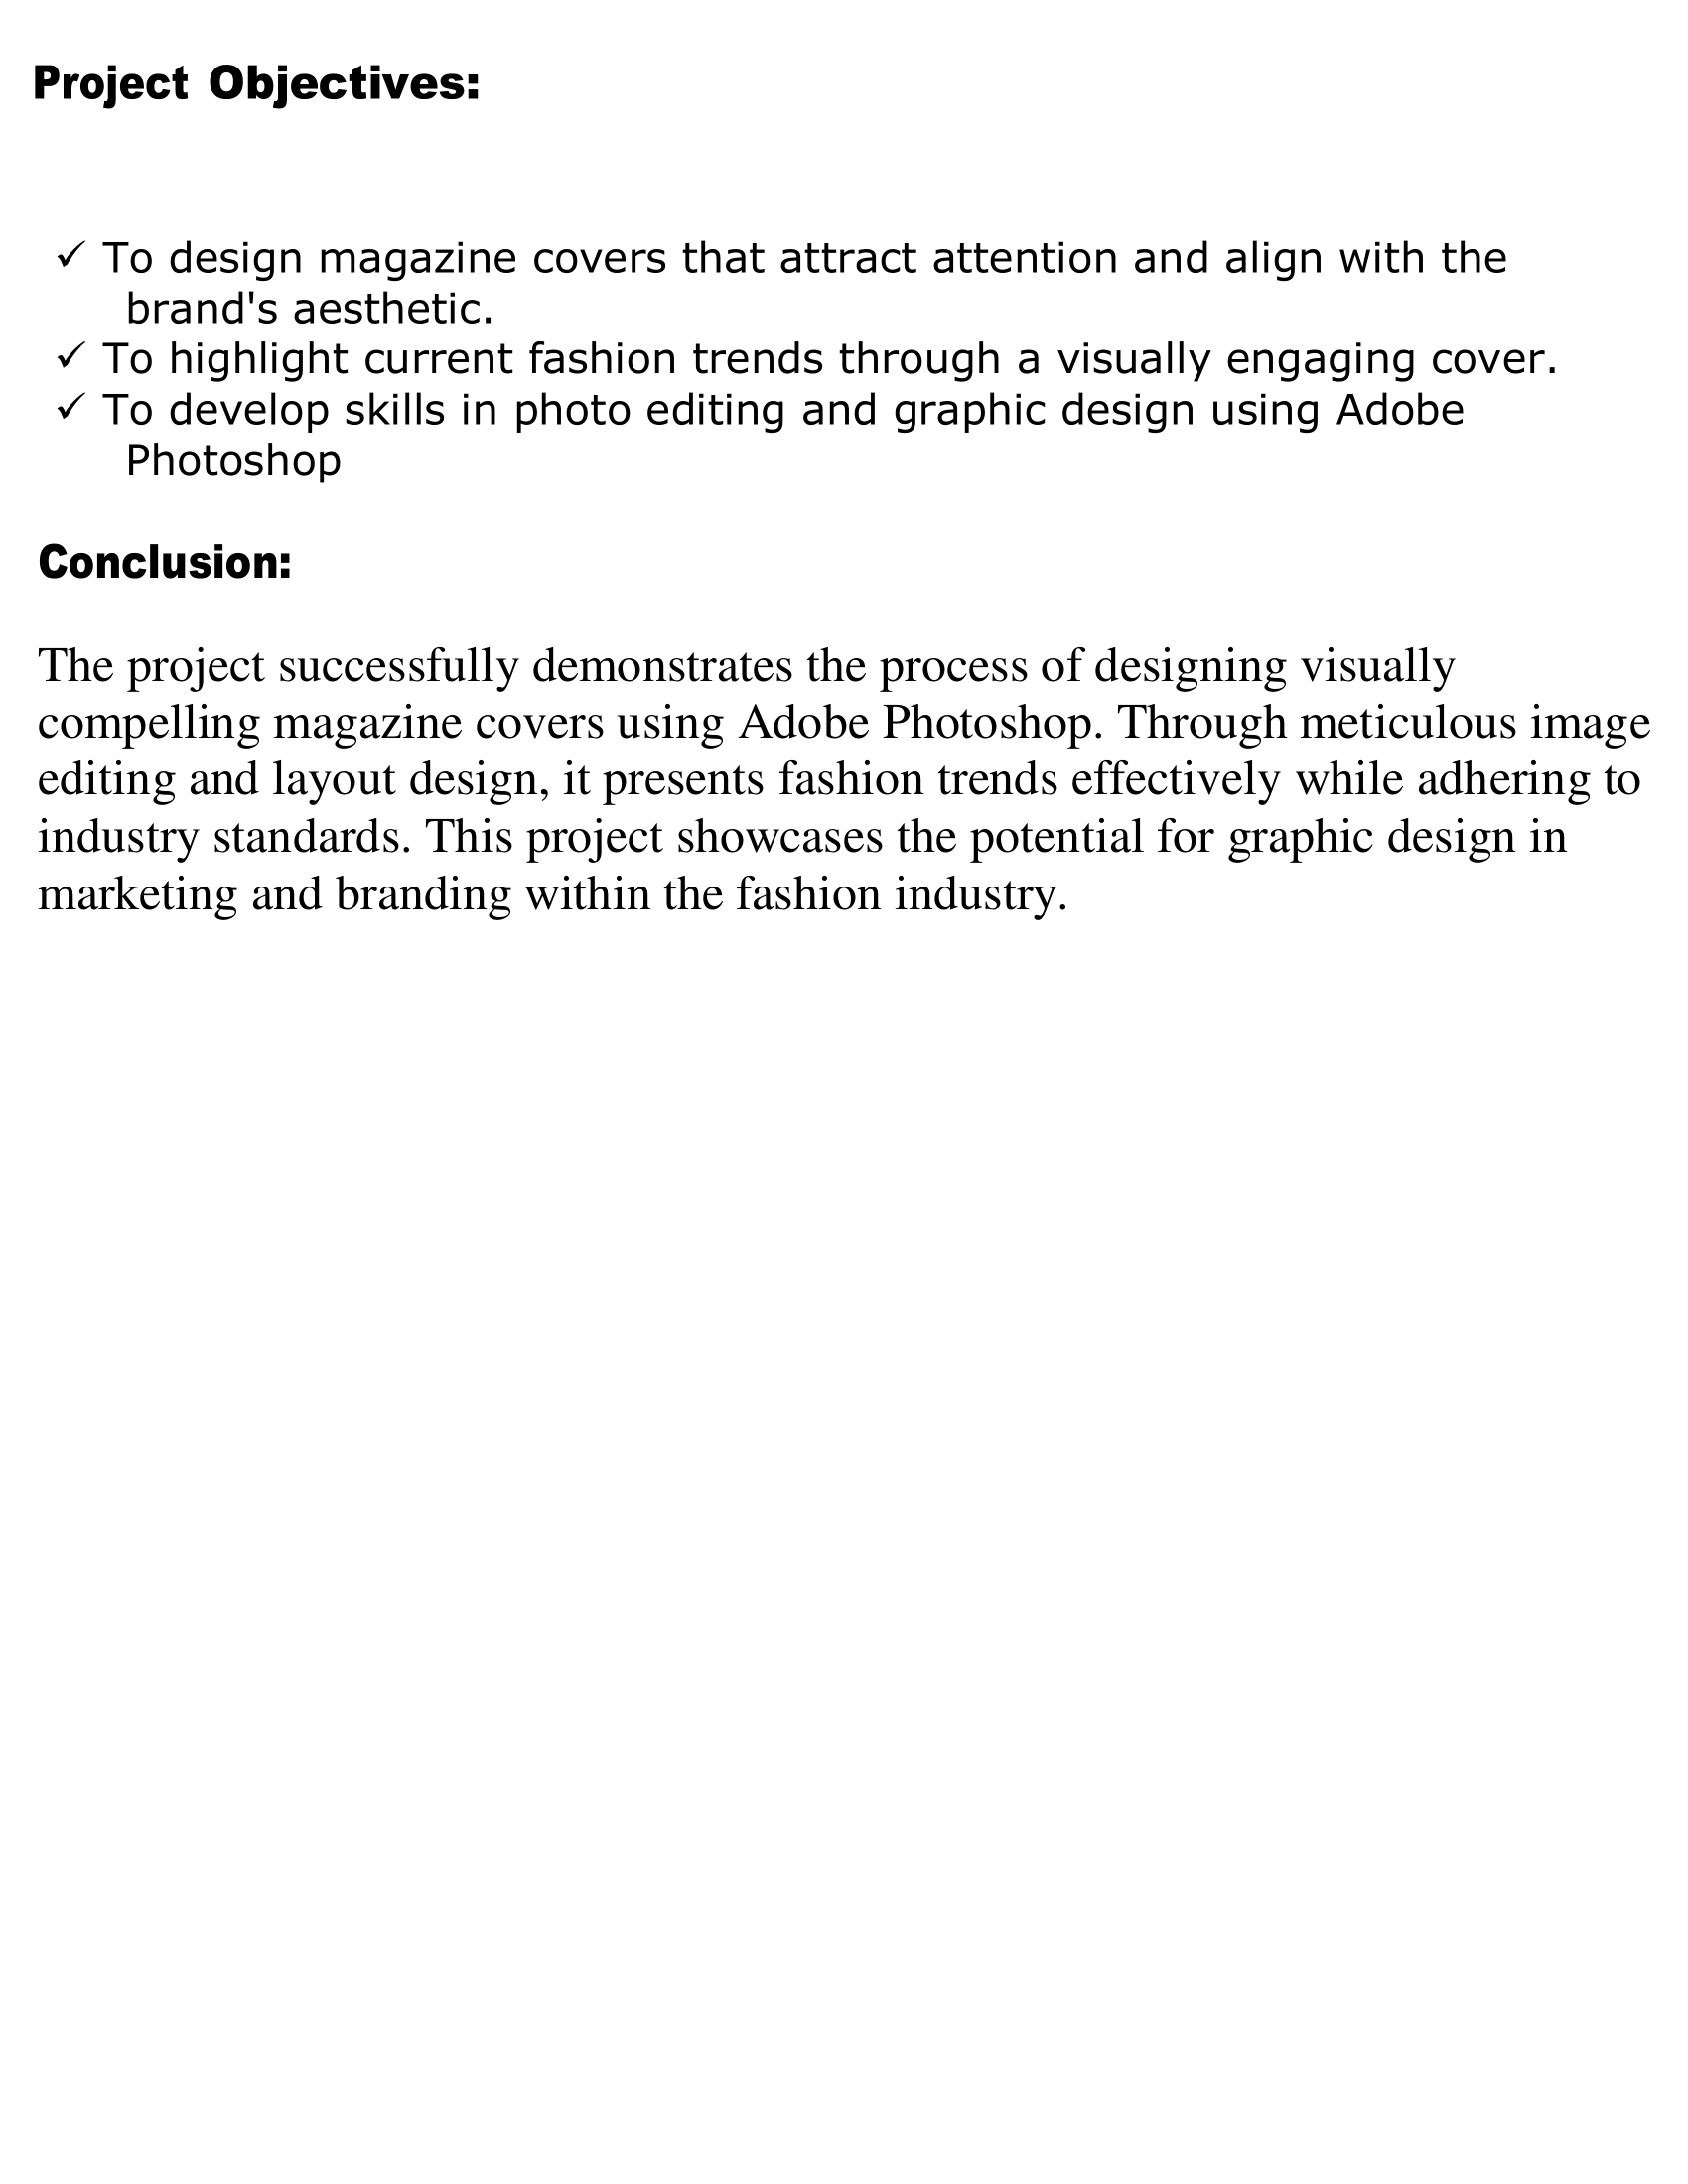 Project Objectives:
✓ To design magazine covers that attract attention and align with the
brand's aesthetic.
✓ To highlight current fashion trends through a visually engaging cover.
✓ To develop skills in photo editing and graphic design using Adobe
Photoshop
Conclusion:
The project successfully demonstrates the process of designing visually
compelling magazine covers using Adobe Photoshop. Through meticulous image
editing and layout design, it presents fashion trends effectively while adhering to
industry standards. This project showcases the potential for graphic design in
marketing and branding within the fashion industry.